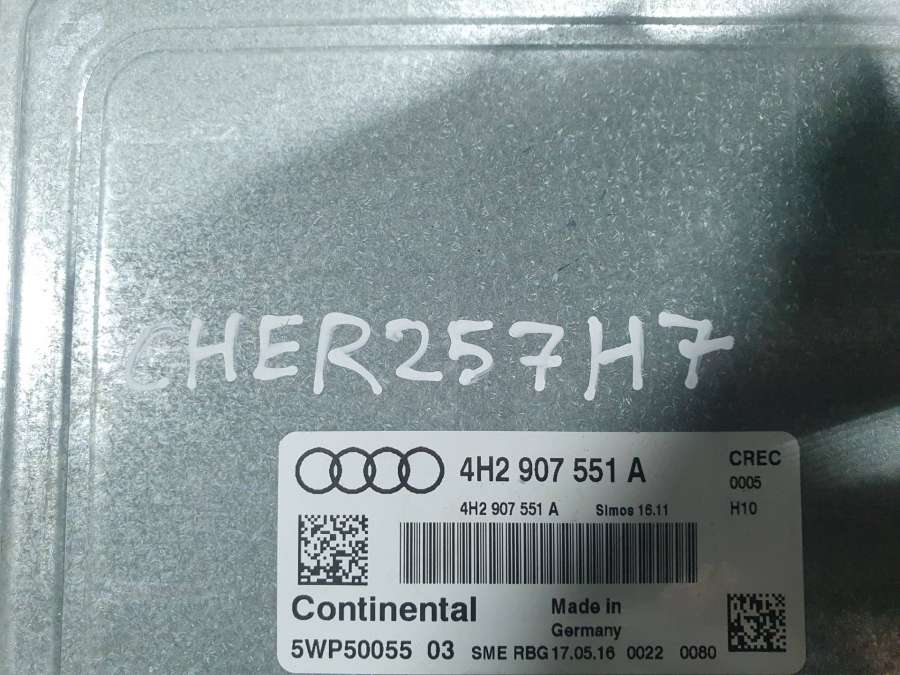 CHER257H7
4H2 907 551 A CREC
0005
4H2 907 551 A Simos 16.11 H10
Continental Made in
Germany
5WP50055 03 SME RBG 17.05.16 0022 0080